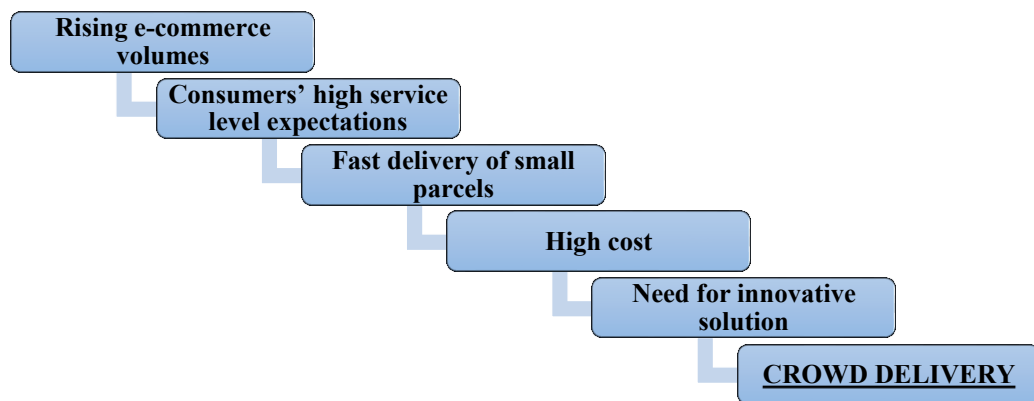 Rising e-commerce
volumes
Consumers’ high service
level expectations
Fast delivery of small
parcels
High cost
Need for innovative
solution
CROWD DELIVERY